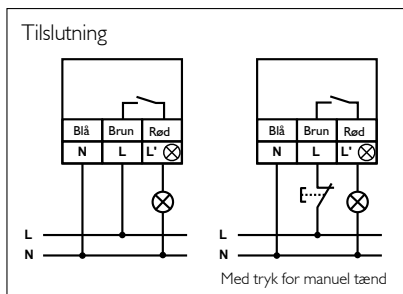 Tilslutning
Blå Brun Rød Blå Brun Rød
N L L' N L L'
L L
N N
Med tryk for manuel tænd